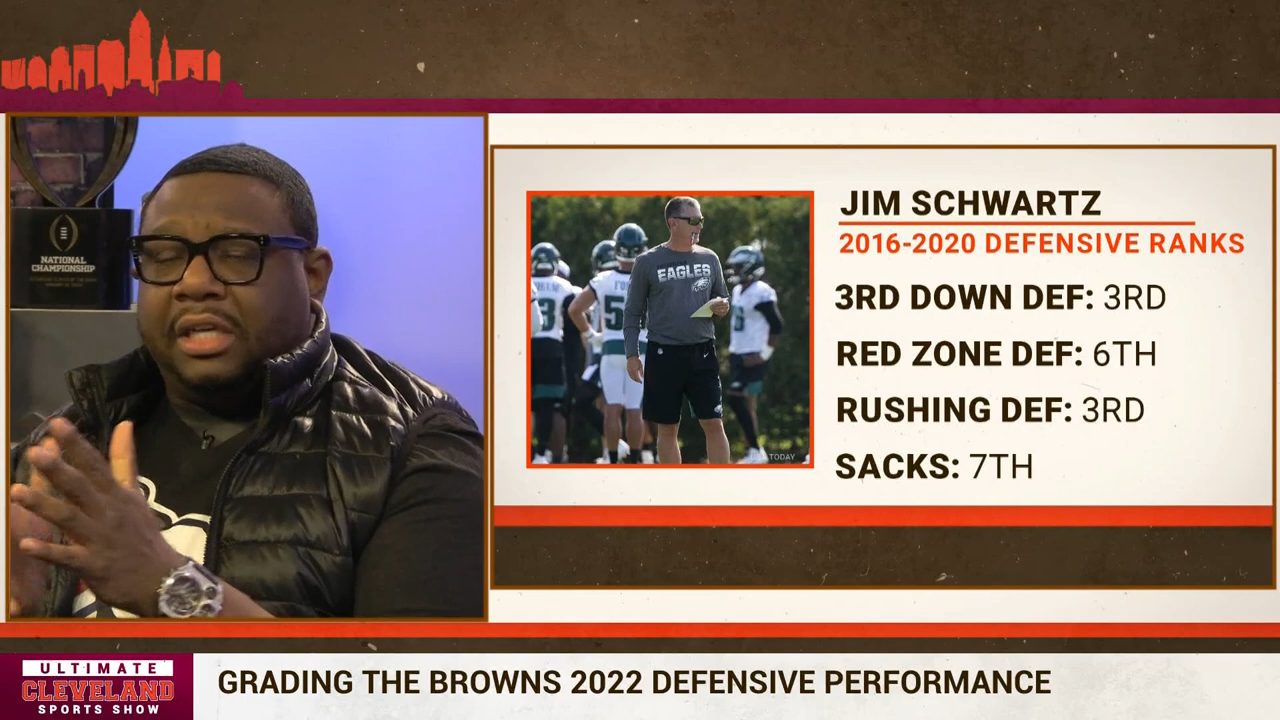 NATIONAL
CHAMPIONSHIP
EAGLES
TODAY
JIM SCHWARTZ
2016-2020 DEFENSIVE RANKS
3RD DOWN DEF: 3RD
RED ZONE DEF: 6TH
RUSHING DEF: 3RD
SACKS: 7TH
ULTIMATE
CLEVELAND
SPORTS SHOW
GRADING THE BROWNS 2022 DEFENSIVE PERFORMANCE